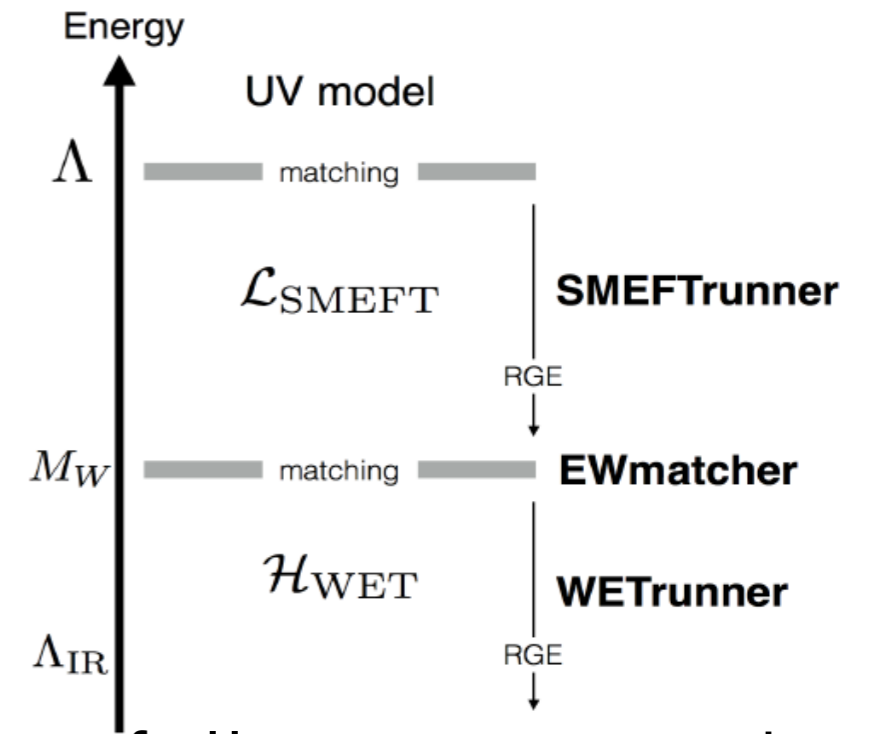 Energy
UV model
Λ
matching
ℒSMEFT
SMEFTrunner
RGE
MW
matching
EWmatcher
ℋWET
WETrunner
ΛIR
RGE